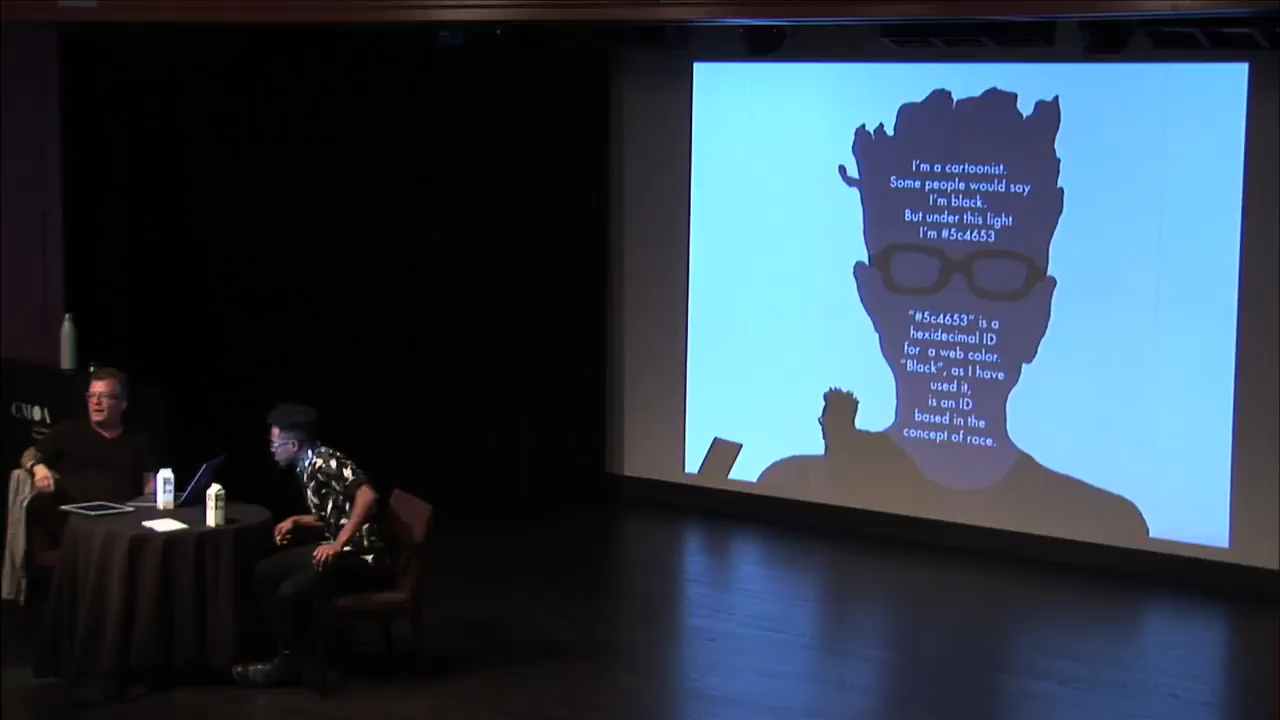 I'm a cartoonist.
Some people would say
I'm black.
But under this light
I'm #5c4653
"#5c4653" is a
hexidecimal ID
for a web color.
"Black", as I have
used it,
is an ID
based in the
concept of race.
CMOA